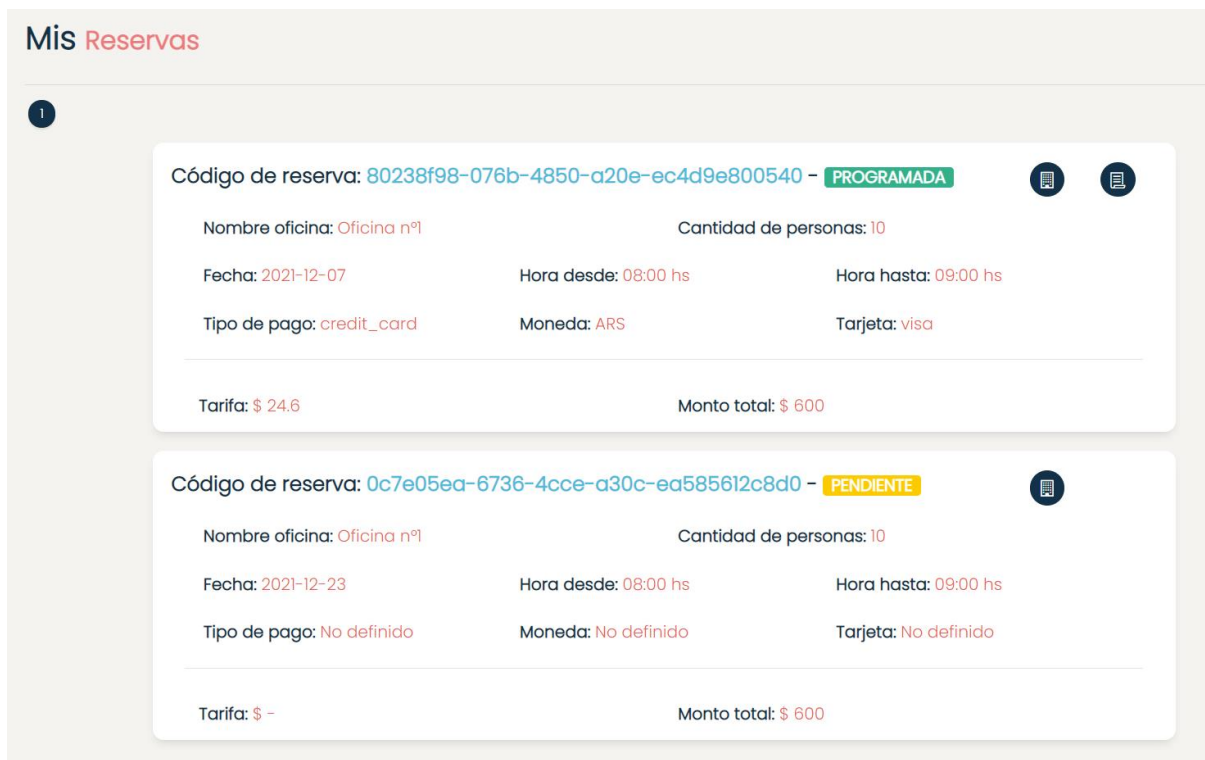 Mis Reservas
1
Código de reserva: 80238f98-076b-4850-a20e-ec4d9e800540 - PROGRAMADA
Nombre oficina: Oficina nº1 Cantidad de personas: 10
Fecha: 2021-12-07 Hora desde: 08:00 hs Hora hasta: 09:00 hs
Tipo de pago: credit_card Moneda: ARS Tarjeta: visa
Tarifa: $ 24.6 Monto total: $ 600
Código de reserva: 0c7e05ea-6736-4cce-a30c-ea585612c8d0 - PENDIENTE
Nombre oficina: Oficina nº1 Cantidad de personas: 10
Fecha: 2021-12-23 Hora desde: 08:00 hs Hora hasta: 09:00 hs
Tipo de pago: No definido Moneda: No definido Tarjeta: No definido
Tarifa: $ - Monto total: $ 600